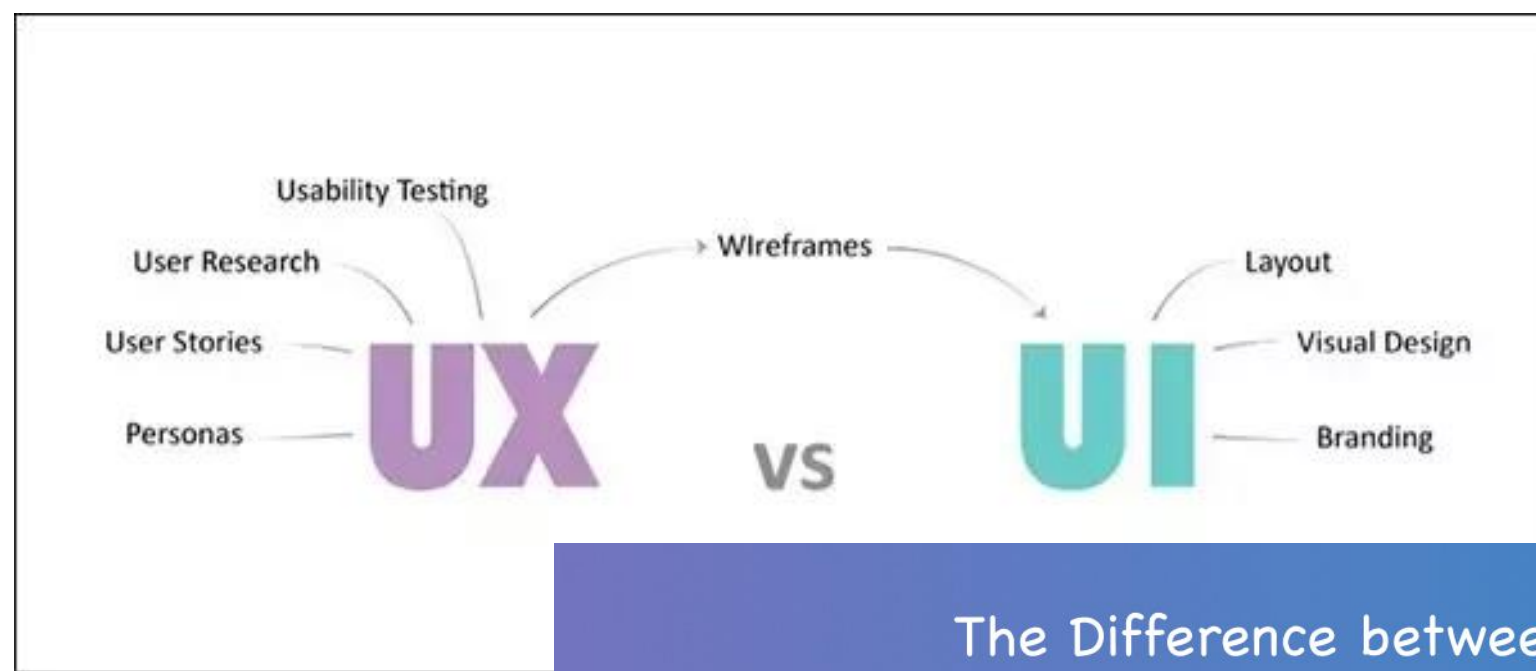 Usability Testing
User Research
User Stories
Personas
UX
WIreframes
vs
UI
Layout
Visual Design
Branding
The Difference betwee